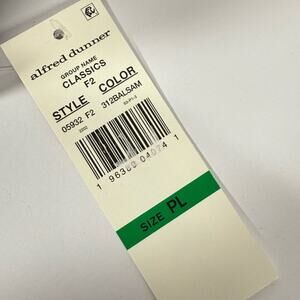 alfred dunner
GROUP NAME
CLASSICS
F2
STYLE COLOR
05932 F2 312BALSAM
SIZE PL